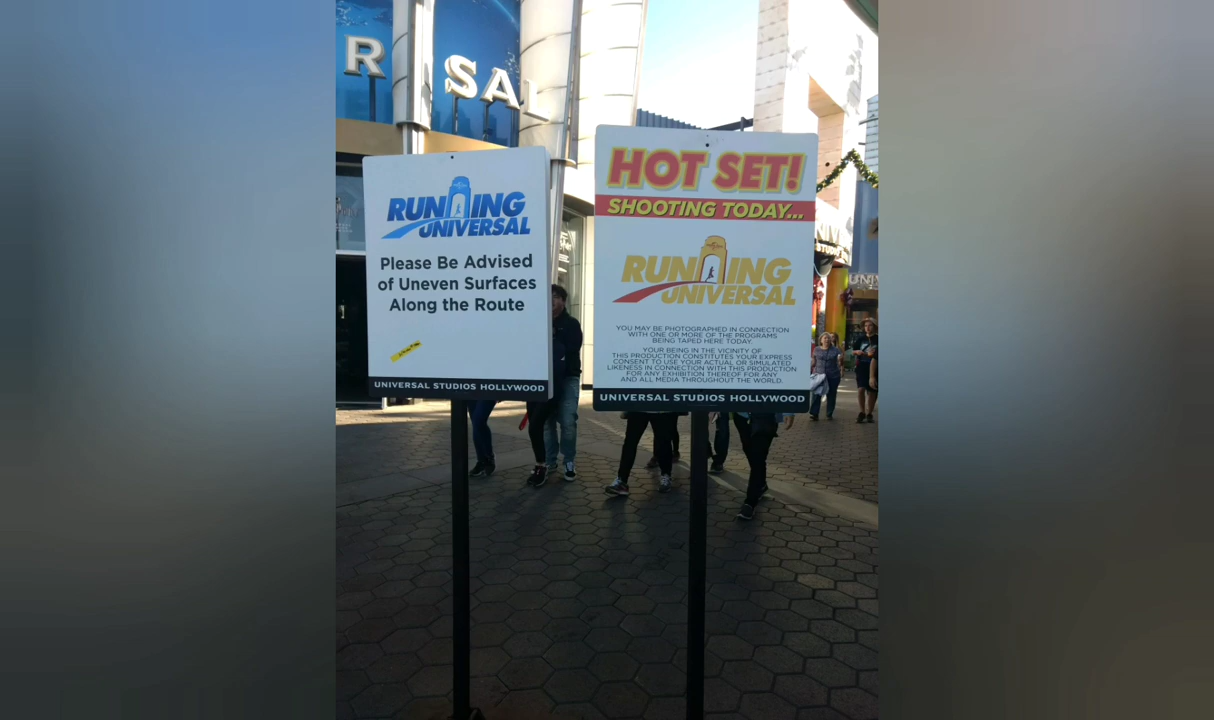 R SAL
RUNNING
UNIVERSAL
Please Be Advised
of Uneven Surfaces
Along the Route
UNIVERSAL STUDIOS HOLLYWOOD
HOT SET!
SHOOTING TODAY...
RUNNING
UNIVERSAL
YOU MAY BE PHOTOGRAPHED IN CONNECTION
WITH ONE OR MORE OF THE PROGRAMS
BEING TAPED HERE TODAY.
YOUR BEING IN THE VICINITY OF
THIS PRODUCTION CONSTITUTES YOUR EXPRESS
CONSENT TO USE YOUR ACTUAL OR SIMULATED
LIKENESS IN CONNECTION WITH THIS PRODUCTION
FOR ANY EXHIBITION THEREOF FOR ANY
AND ALL MEDIA THROUGHOUT THE WORLD.
UNIVERSAL STUDIOS HOLLYWOOD